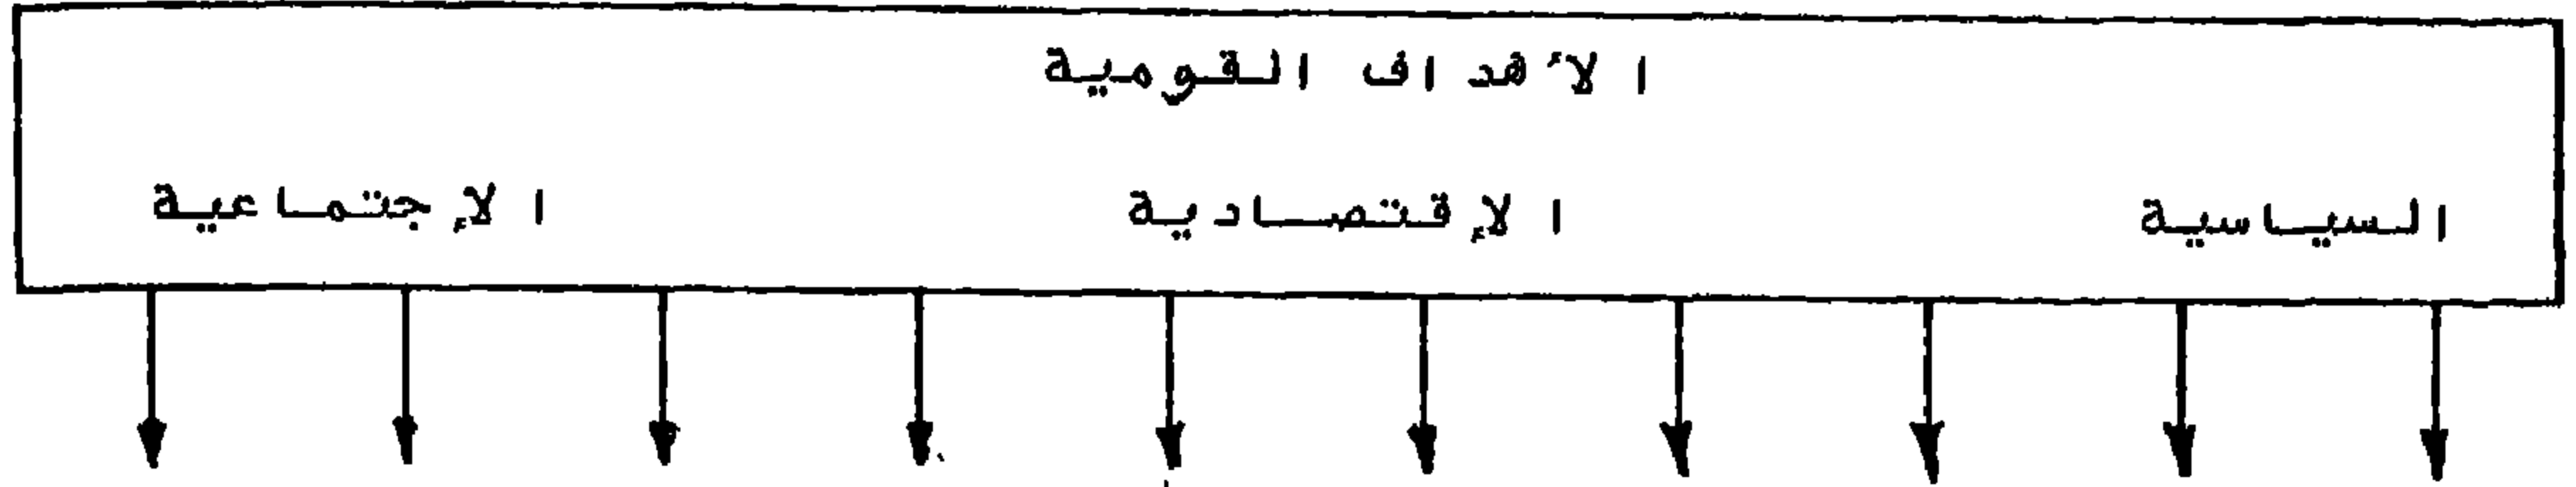 الأهداف القومية
السياسية الإقتصادية الإجتماعية